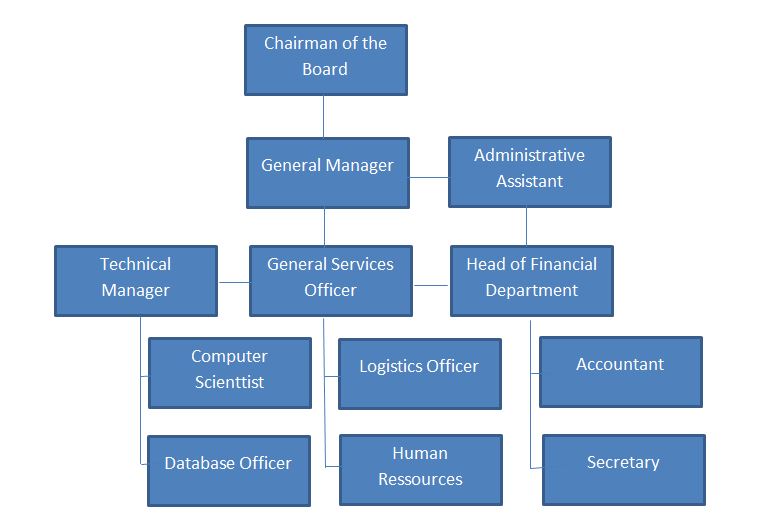 Chairman of the
Board
General Manager
Administrative
Assistant
Technical
Manager
General Services
Officer
Head of Financial
Department
Computer
Scienttist
Logistics Officer
Accountant
Database Officer
Human
Ressources
Secretary